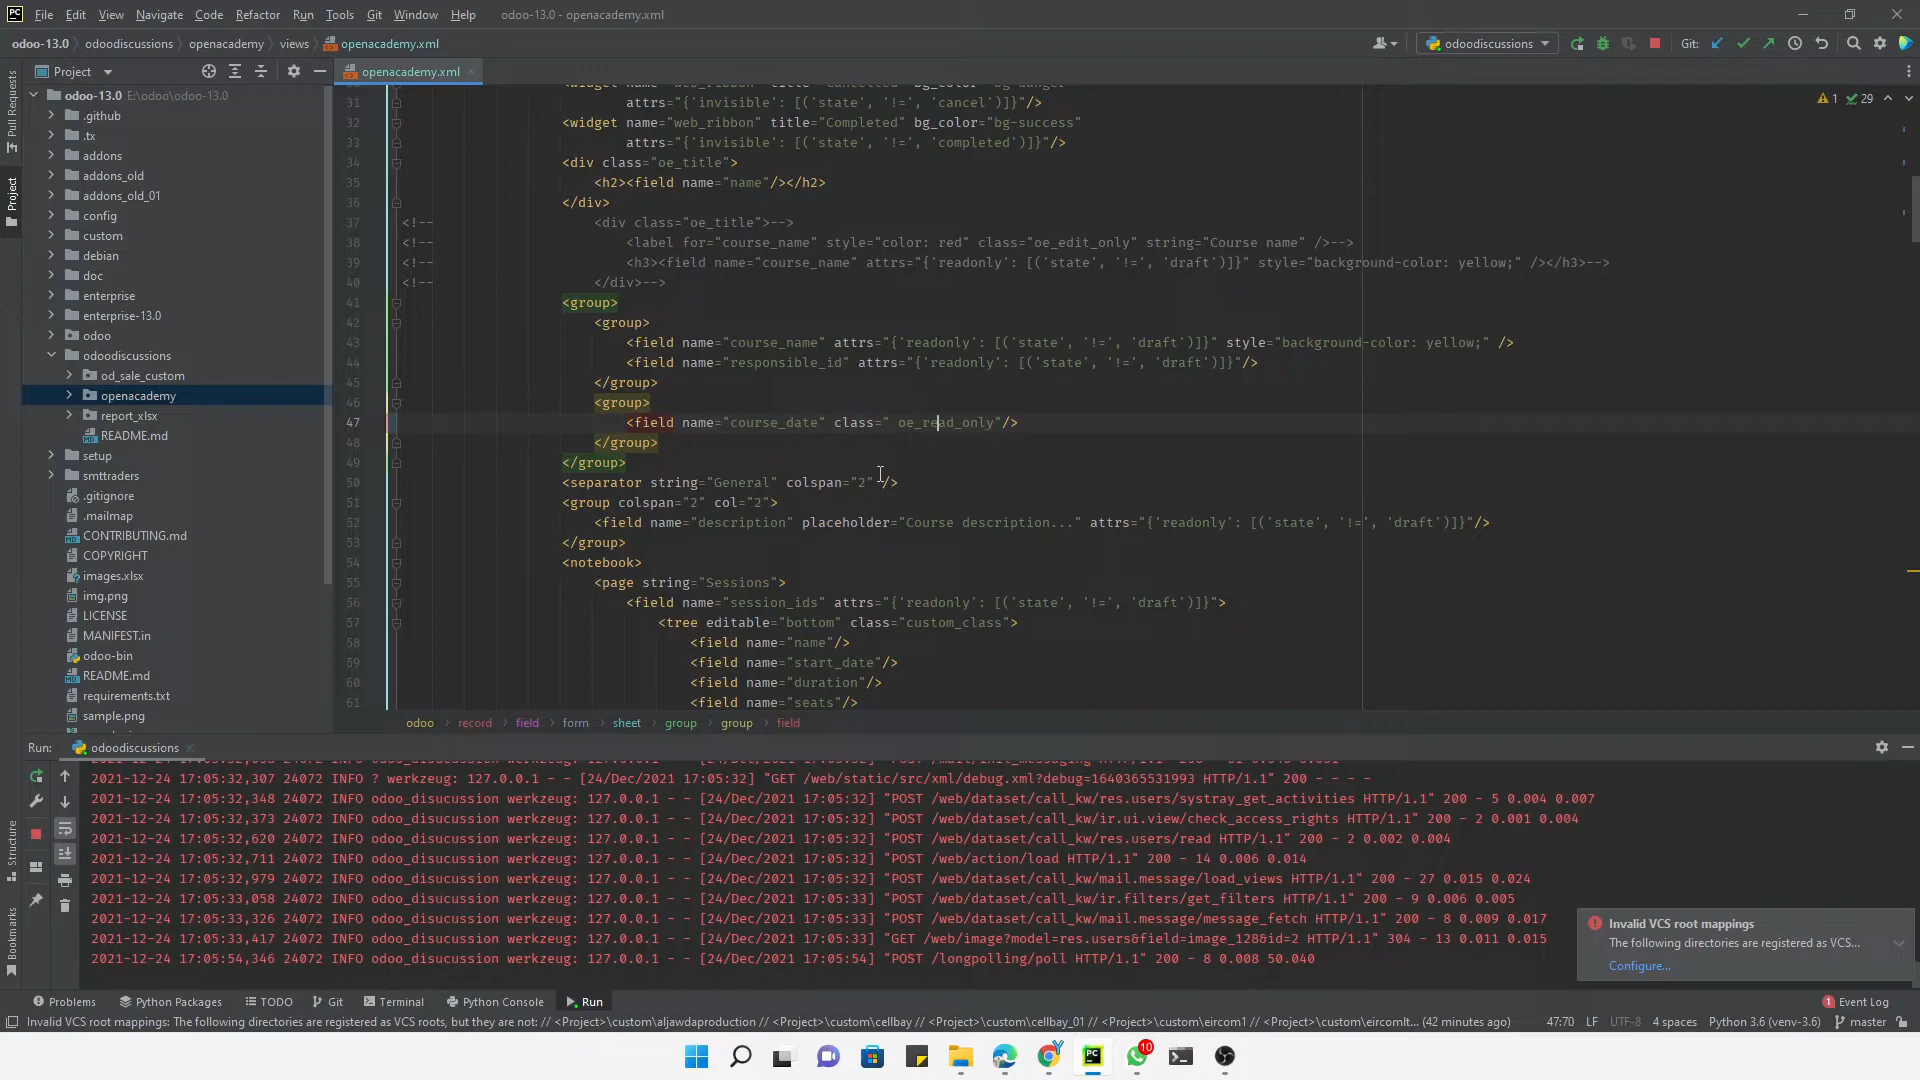 File Edit View Navigate Code Refactor Run Tools Git Window Help odoo-13.0 - openacademy.xml
odoo-13.0 odoodiscussions openacademy views openacademy.xml odoodiscussions Git:
Project openacademy.xml
odoo-13.0 E:\odoo\odoo-13.0
.github
.tx
addons
addons_old
addons_old_01
config
custom
debian
doc
enterprise
enterprise-13.0
odoo
odoodiscussions
od_sale_custom
openacademy
report_xlsx
README.md
setup
smttraders
.gitignore
.mailmap
CONTRIBUTING.md
COPYRIGHT
images.xlsx
img.png
LICENSE
MANIFEST.in
odoo-bin
README.md
requirements.txt
sample.png
Pull Requests
Project
Structure
Bookmarks
1 29
31 attrs="{'invisible': [('state', '!=', 'cancel')]}"/>
32 <widget name="web_ribbon" title="Completed" bg_color="bg-success"
33 attrs="{'invisible': [('state', '!=', 'completed')]}"/>
34 <div class="oe_title">
35 <h2><field name="name"/></h2>
36 </div>
37 <!-- <div class="oe_title">-->
38 <!-- <label for="course_name" style="color: red" class="oe_edit_only" string="Course name" />-->
39 <!-- <h3><field name="course_name" attrs="{'readonly': [('state', '!=', 'draft')]}" style="background-color: yellow;" /></h3>-->
40 <!-- </div>-->
41 <group>
42 <group>
43 <field name="course_name" attrs="{'readonly': [('state', '!=', 'draft')]}" style="background-color: yellow;" />
44 <field name="responsible_id" attrs="{'readonly': [('state', '!=', 'draft')]}"/>
45 </group>
46 <group>
47 <field name="course_date" class=" oe_read_only"/>
48 </group>
49 </group>
50 <separator string="General" colspan="2" />
51 <group colspan="2" col="2">
52 <field name="description" placeholder="Course description..." attrs="{'readonly': [('state', '!=', 'draft')]}"/>
53 </group>
54 <notebook>
55 <page string="Sessions">
56 <field name="session_ids" attrs="{'readonly': [('state', '!=', 'draft')]}">
57 <tree editable="bottom" class="custom_class">
58 <field name="name"/>
59 <field name="start_date"/>
60 <field name="duration"/>
61 <field name="seats"/>
odoo record field form sheet group group field
Run: odoodiscussions
2021-12-24 17:05:32,307 24072 INFO ? werkzeug: 127.0.0.1 - - [24/Dec/2021 17:05:32] "GET /web/static/src/xml/debug.xml?debug=1640365531993 HTTP/1.1" 200 - - - -
2021-12-24 17:05:32,348 24072 INFO odoo_disucussion werkzeug: 127.0.0.1 - - [24/Dec/2021 17:05:32] "POST /web/dataset/call_kw/res.users/systray_get_activities HTTP/1.1" 200 - 5 0.004 0.007
2021-12-24 17:05:32,373 24072 INFO odoo_disucussion werkzeug: 127.0.0.1 - - [24/Dec/2021 17:05:32] "POST /web/dataset/call_kw/ir.ui.view/check_access_rights HTTP/1.1" 200 - 2 0.001 0.004
2021-12-24 17:05:32,620 24072 INFO odoo_disucussion werkzeug: 127.0.0.1 - - [24/Dec/2021 17:05:32] "POST /web/dataset/call_kw/res.users/read HTTP/1.1" 200 - 2 0.002 0.004
2021-12-24 17:05:32,711 24072 INFO odoo_disucussion werkzeug: 127.0.0.1 - - [24/Dec/2021 17:05:32] "POST /web/action/load HTTP/1.1" 200 - 14 0.006 0.014
2021-12-24 17:05:32,979 24072 INFO odoo_disucussion werkzeug: 127.0.0.1 - - [24/Dec/2021 17:05:32] "POST /web/dataset/call_kw/mail.message/load_views HTTP/1.1" 200 - 27 0.015 0.024
2021-12-24 17:05:33,058 24072 INFO odoo_disucussion werkzeug: 127.0.0.1 - - [24/Dec/2021 17:05:33] "POST /web/dataset/call_kw/ir.filters/get_filters HTTP/1.1" 200 - 9 0.006 0.005
2021-12-24 17:05:33,326 24072 INFO odoo_disucussion werkzeug: 127.0.0.1 - - [24/Dec/2021 17:05:33] "POST /web/dataset/call_kw/mail.message/message_fetch HTTP/1.1" 200 - 8 0.009 0.017
2021-12-24 17:05:33,417 24072 INFO odoo_disucussion werkzeug: 127.0.0.1 - - [24/Dec/2021 17:05:33] "GET /web/image?model=res.users&field=image_128&id=2 HTTP/1.1" 304 - 13 0.011 0.015
2021-12-24 17:05:54,346 24072 INFO odoo_disucussion werkzeug: 127.0.0.1 - - [24/Dec/2021 17:05:54] "POST /longpolling/poll HTTP/1.1" 200 - 8 0.008 50.040
Invalid VCS root mappings
The following directories are registered as VCS...
Configure...
Problems Python Packages TODO Git Terminal Python Console Run 1 Event Log
Invalid VCS root mappings: The following directories are registered as VCS roots, but they are not: // <Project>\custom\aljawdaproduction // <Project>\custom\cellbay // <Project>\custom\cellbay_01 // <Project>\custom\eircom1 // <Project>\custom\eircomlt... (42 minutes ago) 47:70 LF UTF-8 4 spaces Python 3.6 (venv-3.6) master
10